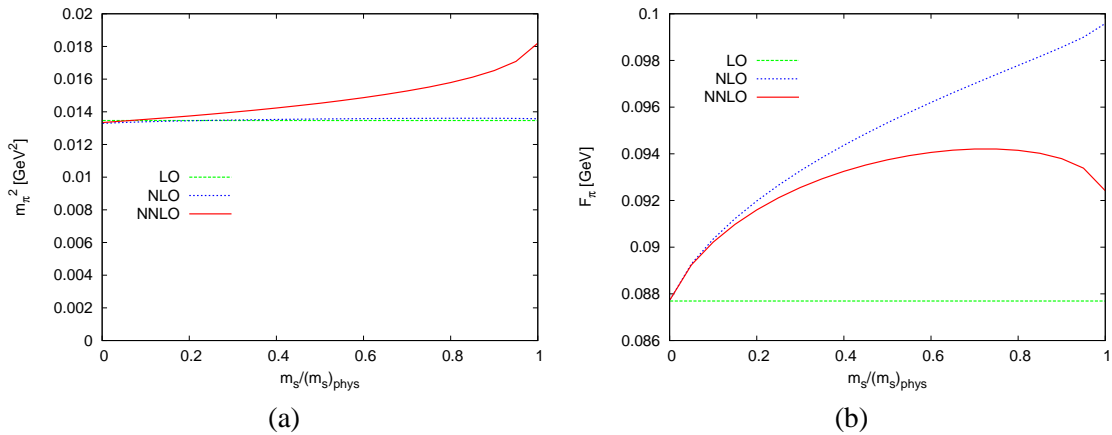 0.02
0.018
0.016
0.014
0.012
0.01
0.008
0.006
0.004
0.002
0
m_π^2 [GeV^2]
LO
NLO
NNLO
0 0.2 0.4 0.6 0.8 1
m_s/(m_s)_phys
(a)
0.1
0.098
0.096
0.094
0.092
0.09
0.088
0.086
F_π [GeV]
LO
NLO
NNLO
0 0.2 0.4 0.6 0.8 1
m_s/(m_s)_phys
(b)